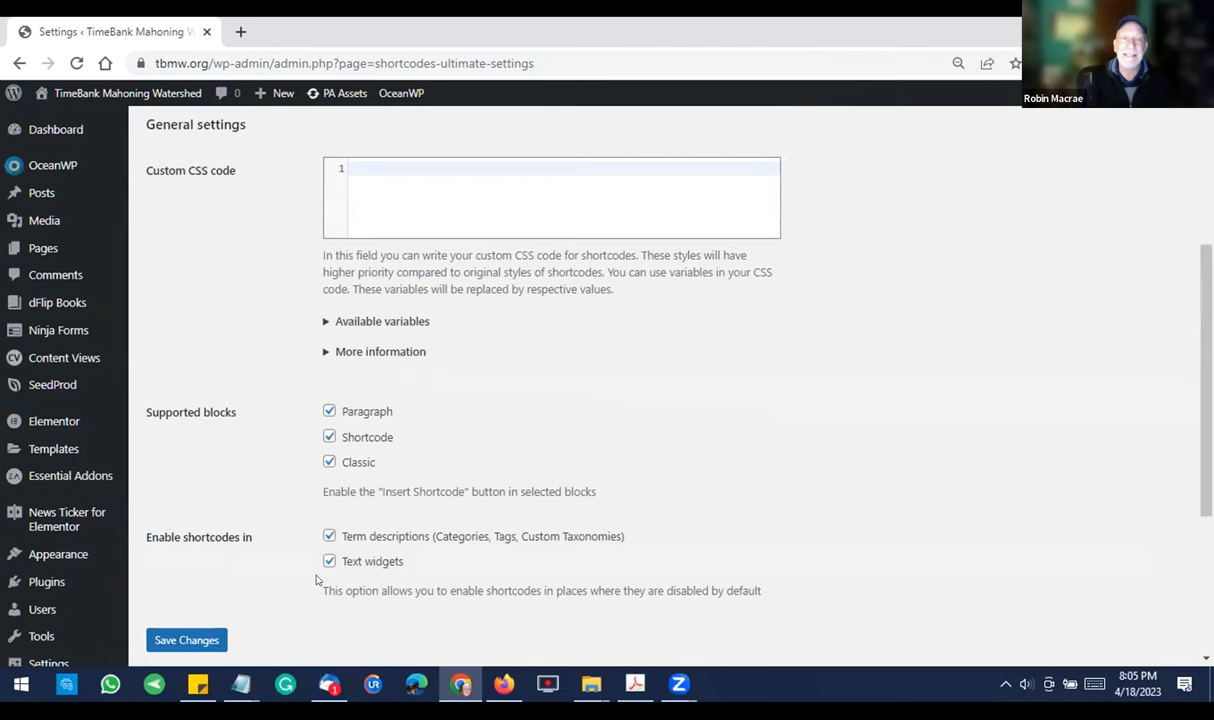 Settings ‹ TimeBank Mahoning W
tbmw.org/wp-admin/admin.php?page=shortcodes-ultimate-settings
Robin Macrae
TimeBank Mahoning Watershed
0
New
PA Assets
OceanWP
Dashboard
OceanWP
Posts
Media
Pages
Comments
dFlip Books
Ninja Forms
Content Views
SeedProd
Elementor
Templates
Essential Addons
News Ticker for
Elementor
Appearance
Plugins
Users
Tools
Settings
General settings
Custom CSS code
1
In this field you can write your custom CSS code for shortcodes. These styles will have
higher priority compared to original styles of shortcodes. You can use variables in your CSS
code. These variables will be replaced by respective values.
Available variables
More information
Supported blocks
Paragraph
Shortcode
Classic
Enable the "Insert Shortcode" button in selected blocks
Enable shortcodes in
Term descriptions (Categories, Tags, Custom Taxonomies)
Text widgets
This option allows you to enable shortcodes in places where they are disabled by default
Save Changes
8:05 PM
4/18/2023